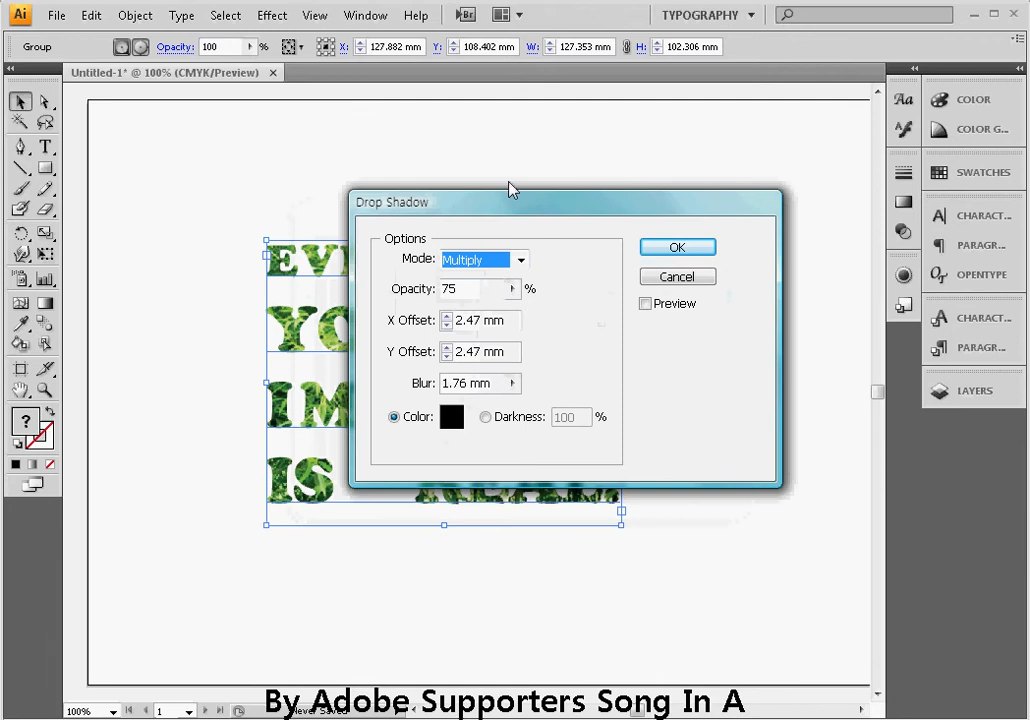 Ai File Edit Object Type Select Effect View Window Help Br TYPOGRAPHY
Group Opacity: 100 % X: 127.882 mm Y: 108.402 mm W: 127.353 mm H: 102.306 mm
Untitled-1* @ 100% (CMYK/Preview)
COLOR
COLOR G...
SWATCHES
CHARACT...
PARAGR...
OPENTYPE
CHARACT...
PARAGR...
LAYERS
Drop Shadow
Options
Mode: Multiply
Opacity: 75 %
X Offset: 2.47 mm
Y Offset: 2.47 mm
Blur: 1.76 mm
Color: Darkness: 100 %
OK
Cancel
Preview
IS
100% 1 Never Saved
By Adobe Supporters Song In A